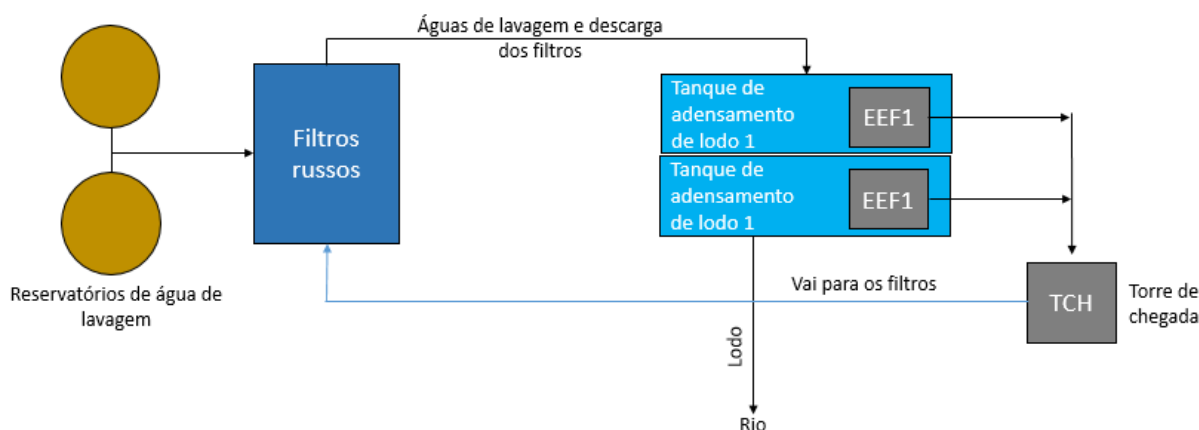 Águas de lavagem e descarga
dos filtros
Filtros
russos
Tanque de
adensamento
de lodo 1
EEF1
Tanque de
adensamento
de lodo 1
EEF1
Reservatórios de água de
lavagem
Vai para os filtros
TCH
Torre de
chegada
Lodo
Rio